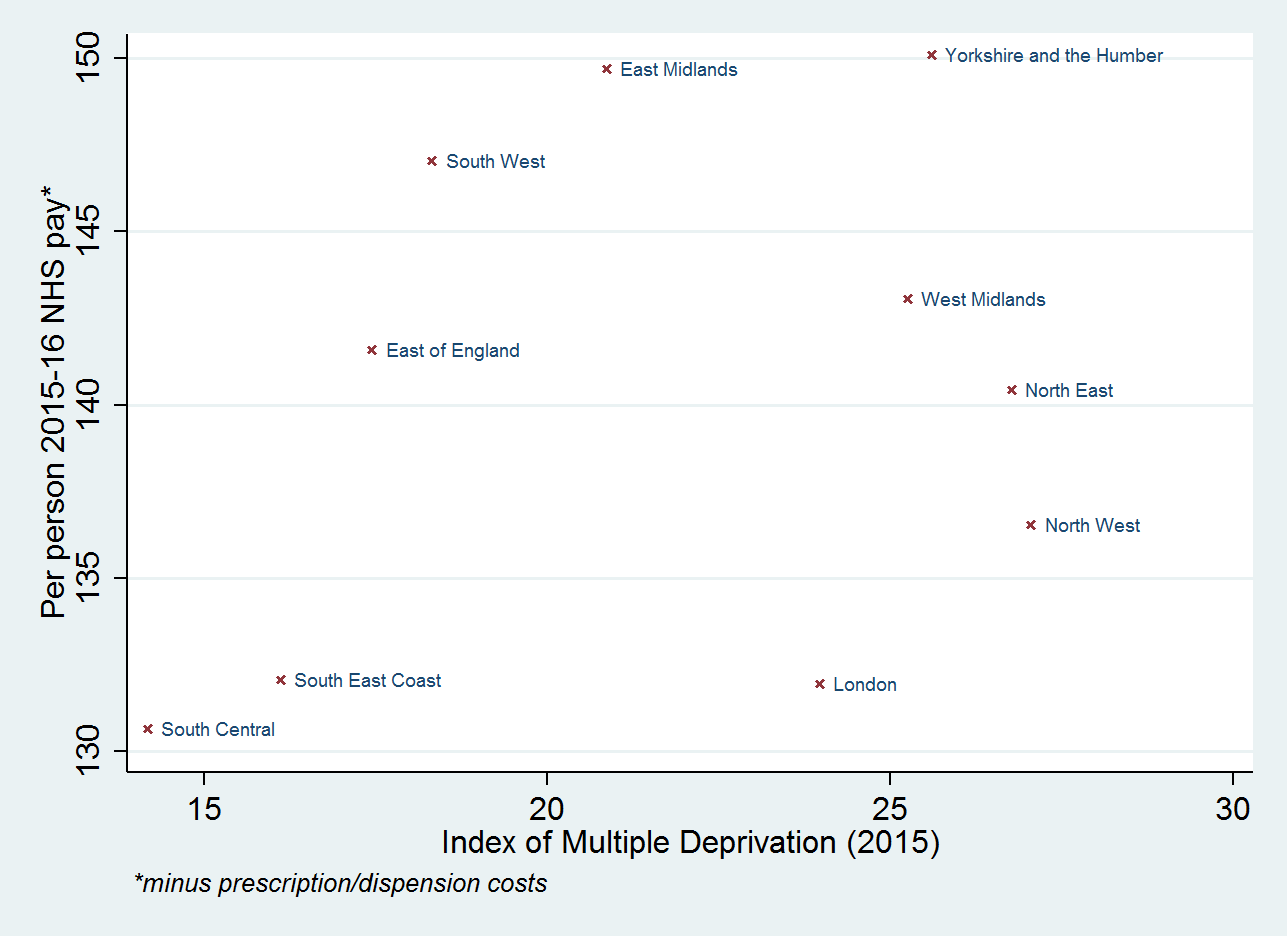 150
Yorkshire and the Humber
East Midlands
South West
145
West Midlands
East of England
North East
140
North West
135
South East Coast
London
South Central
130
Per person 2015-16 NHS pay*
15
20
25
30
Index of Multiple Deprivation (2015)
*minus prescription/dispension costs